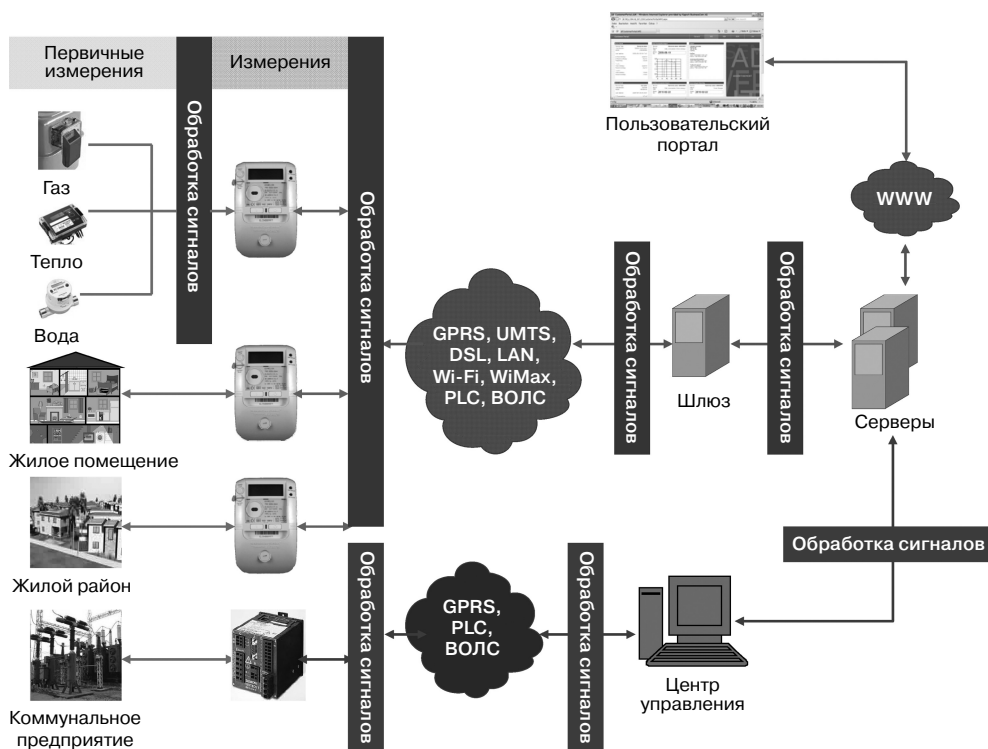 Первичные
измерения
Измерения
Обработка сигналов
Газ
Тепло
Вода
Жилое помещение
Жилой район
Коммунальное
предприятие
Обработка сигналов
Обработка сигналов
GPRS, UMTS,
DSL, LAN,
Wi-Fi, WiMax,
PLC, ВОЛС
GPRS,
PLC,
ВОЛС
Обработка сигналов
Обработка сигналов
Шлюз
Обработка сигналов
Пользовательский
портал
WWW
Серверы
Обработка сигналов
Центр
управления